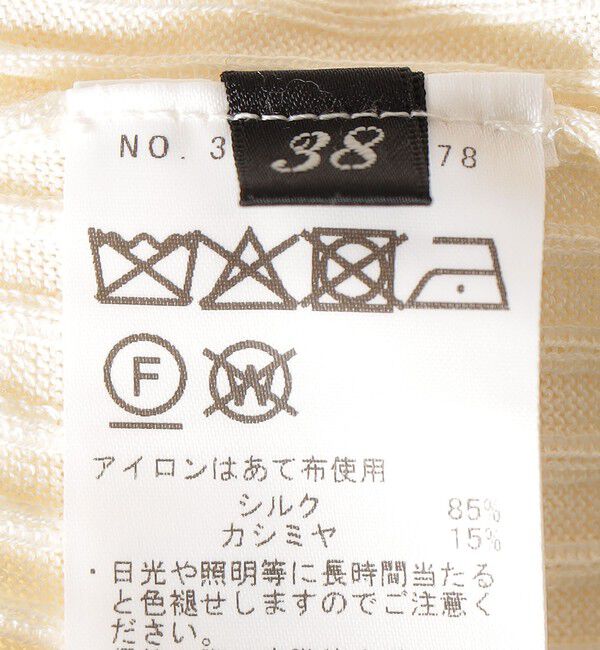 NO. 3 38 78
F W
アイロンはあて布使用
シルク 85%
カシミヤ 15%
・日光や照明等に長時間当たる
と色褪せしますのでご注意く
ださい。